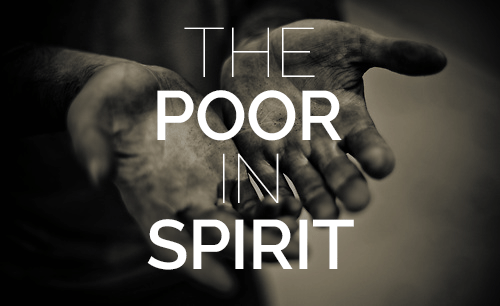 THE
POOR
IN
SPIRIT